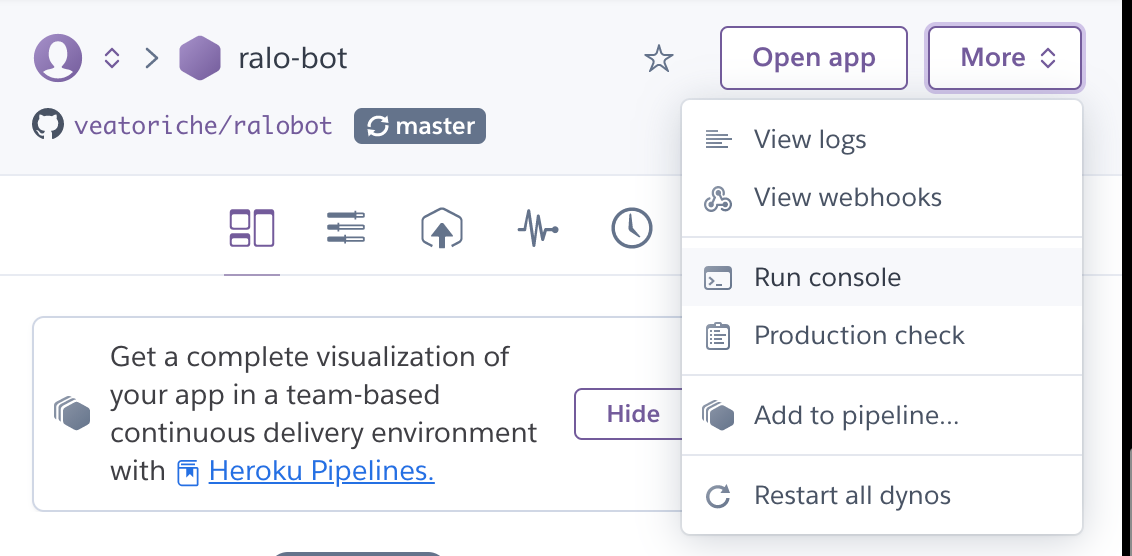 ralo-bot
Open app
More
veatoriche/ralobot
master
View logs
View webhooks
Run console
Production check
Add to pipeline...
Restart all dynos
Get a complete visualization of
your app in a team-based
continuous delivery environment
with Heroku Pipelines.
Hide